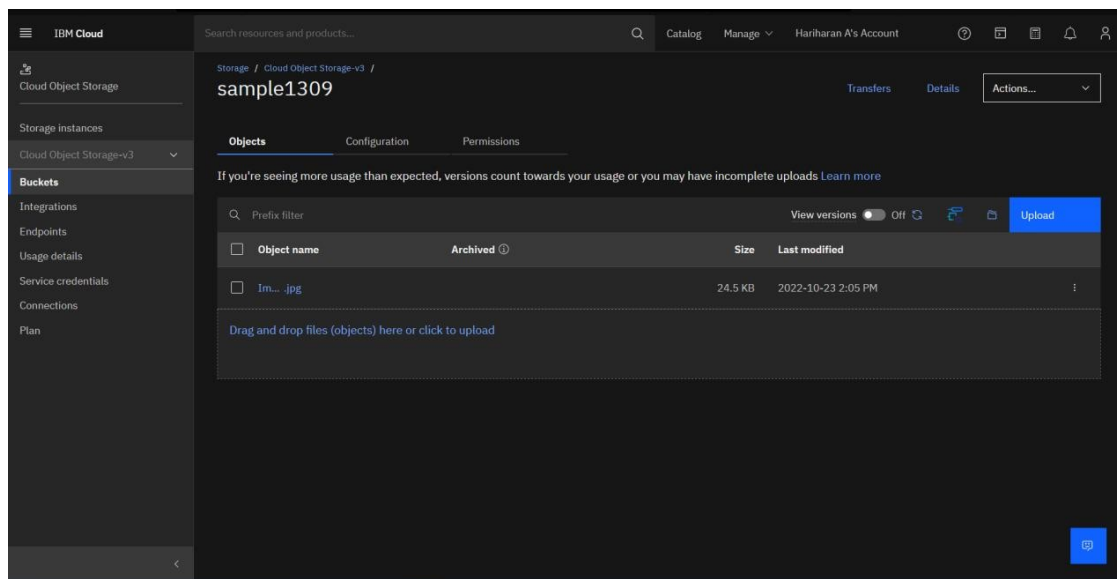 IBM Cloud
Search resources and products...
Catalog
Manage
Hariharan A's Account
Cloud Object Storage
Storage instances
Cloud Object Storage-v3
Buckets
Integrations
Endpoints
Usage details
Service credentials
Connections
Plan
Storage / Cloud Object Storage-v3 /
sample1309
Transfers
Details
Actions...
Objects
Configuration
Permissions
If you're seeing more usage than expected, versions count towards your usage or you may have incomplete uploads Learn more
Prefix filter
View versions Off
Upload
Object name Archived Size Last modified
Im... .jpg 24.5 KB 2022-10-23 2:05 PM
Drag and drop files (objects) here or click to upload